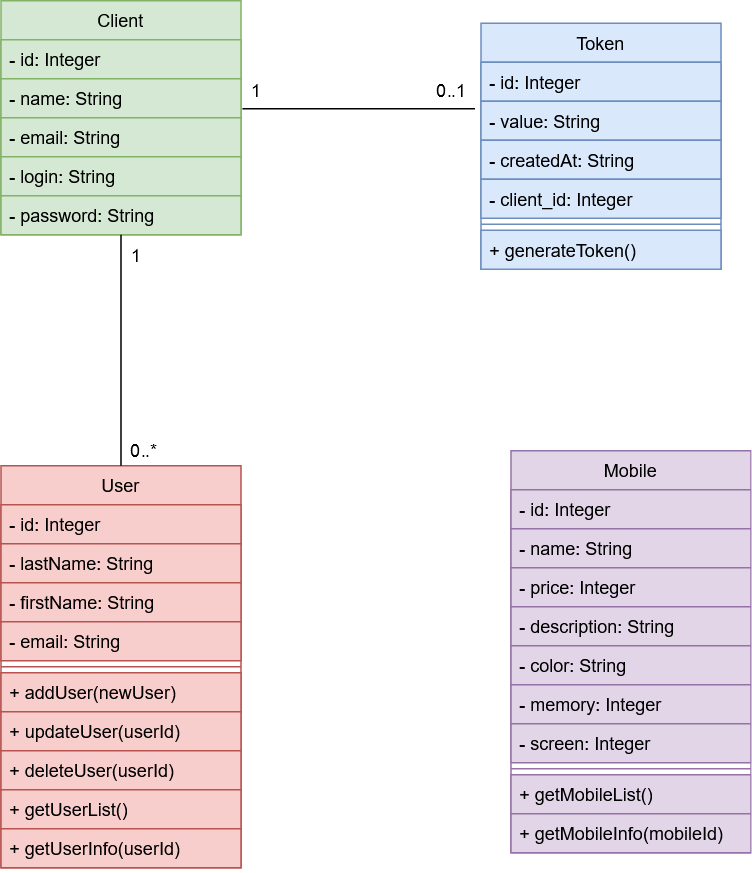 Client
- id: Integer
- name: String
- email: String
- login: String
- password: String
1
0..1
Token
- id: Integer
- value: String
- createdAt: String
- client_id: Integer
+ generateToken()
1
0..*
User
- id: Integer
- lastName: String
- firstName: String
- email: String
+ addUser(newUser)
+ updateUser(userId)
+ deleteUser(userId)
+ getUserList()
+ getUserInfo(userId)
Mobile
- id: Integer
- name: String
- price: Integer
- description: String
- color: String
- memory: Integer
- screen: Integer
+ getMobileList()
+ getMobileInfo(mobileId)